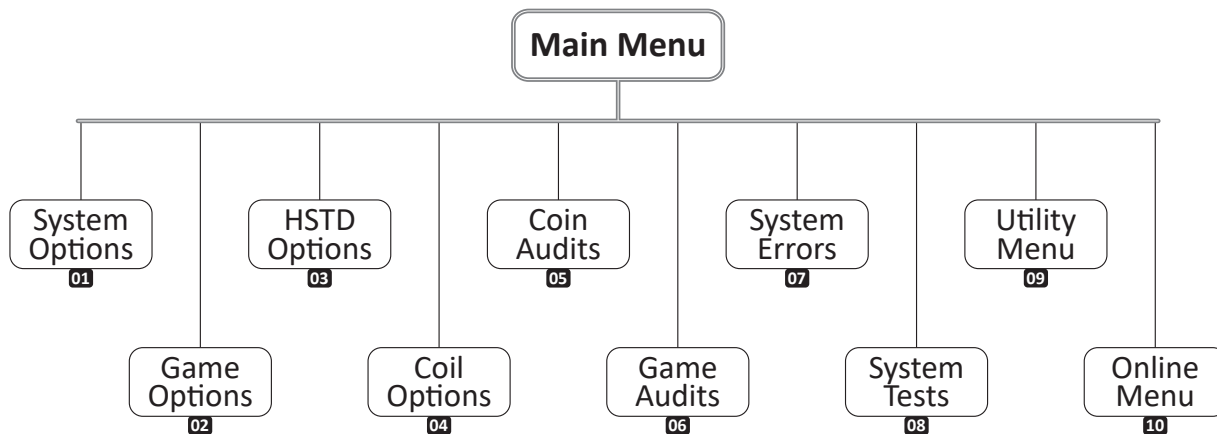 Main Menu
System
Options
01
HSTD
Options
03
Coin
Audits
05
System
Errors
07
Utility
Menu
09
Game
Options
02
Coil
Options
04
Game
Audits
06
System
Tests
08
Online
Menu
10